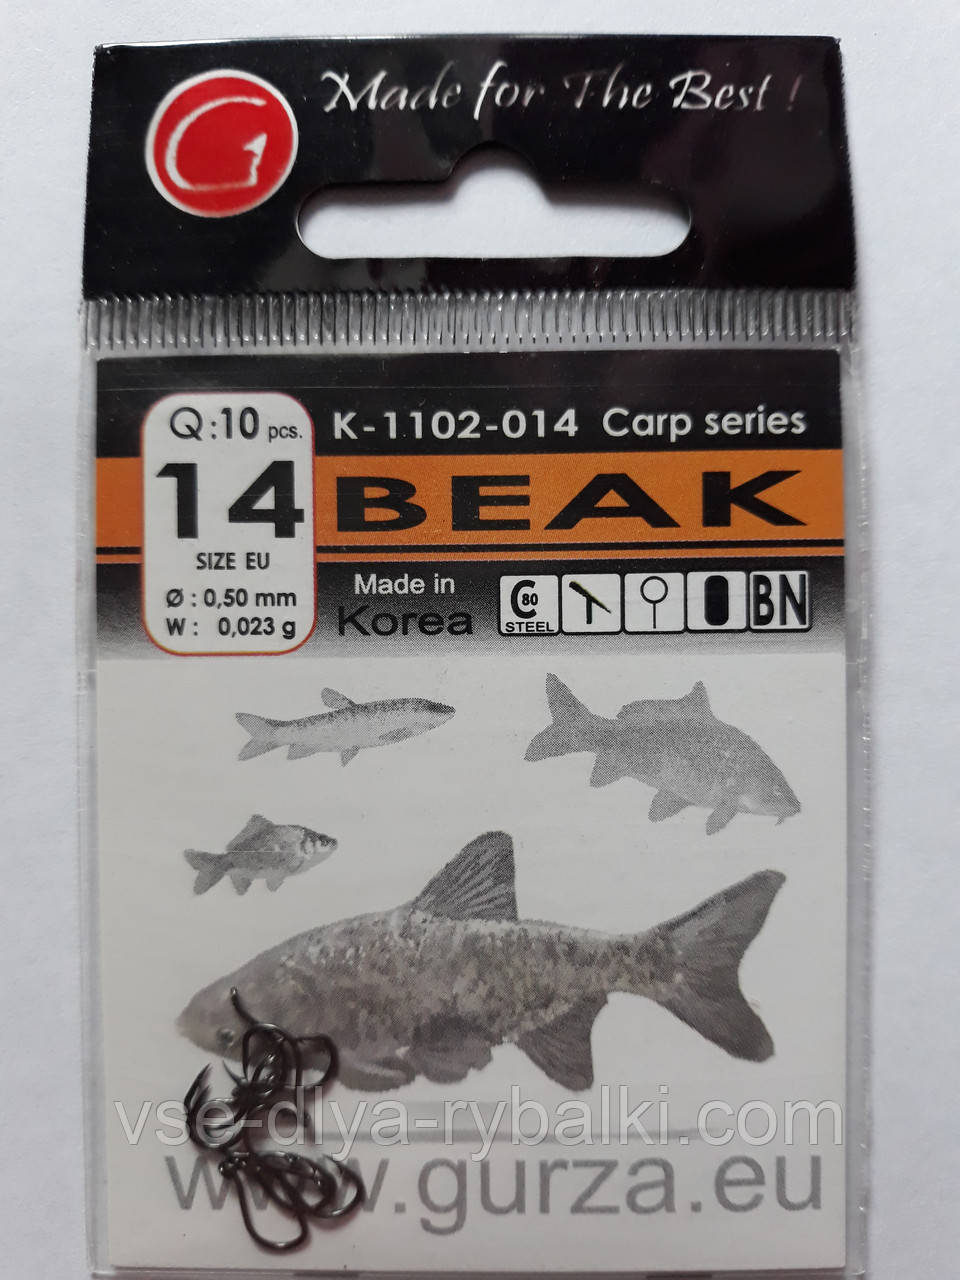 Made for The Best !
Q:10 pcs.
14
SIZE EU
Ø : 0,50 mm
W : 0,023 g
K-1102-014 Carp series
BEAK
Made in
Korea
C 80
STEEL
BN
vse-dlya-rybalki.com
www.gurza.eu